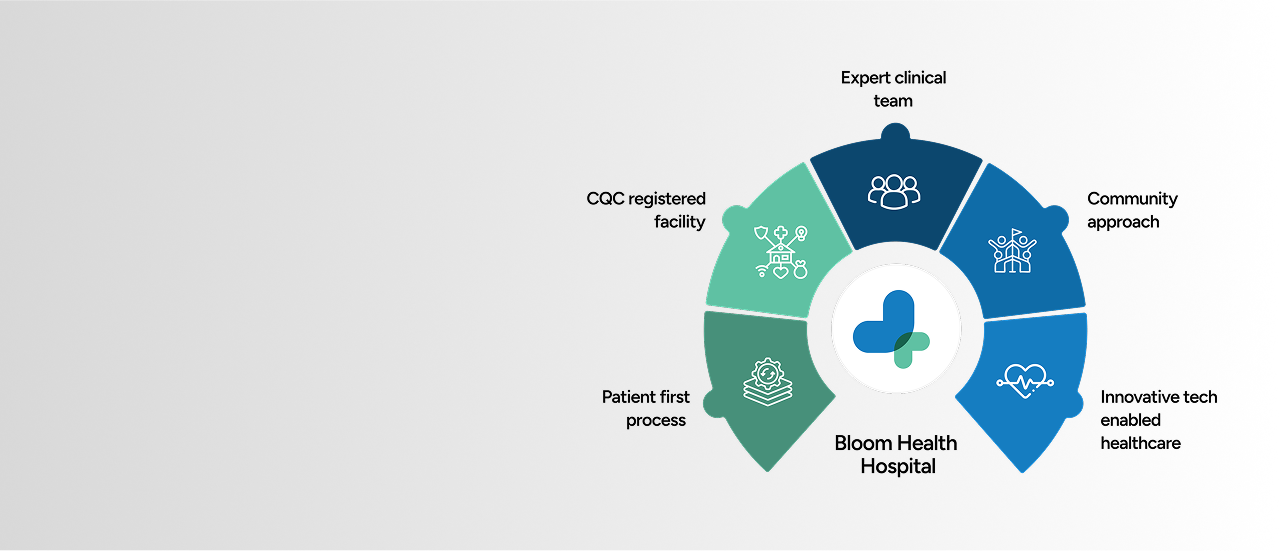 Expert clinical
team
CQC registered
facility
Community
approach
Patient first
process
Innovative tech
enabled
healthcare
Bloom Health
Hospital